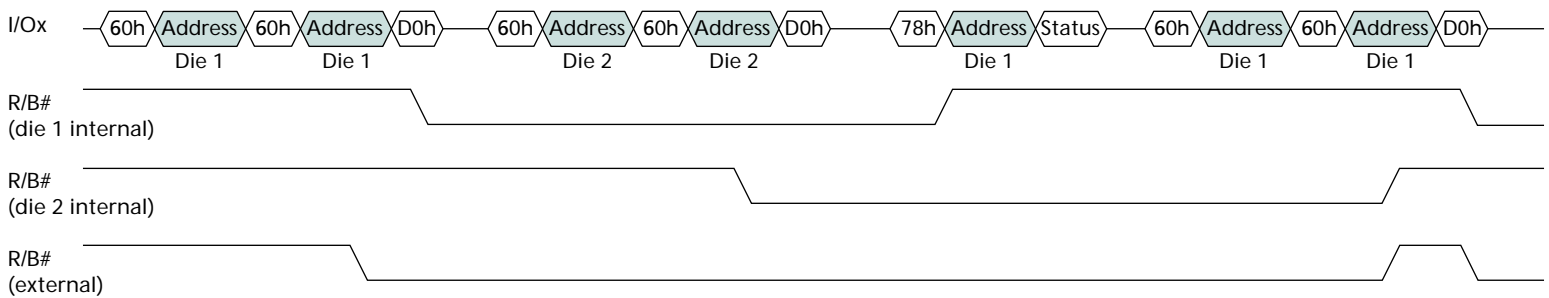 I/Ox 60h Address 60h Address D0h 60h Address 60h Address D0h 78h Address Status 60h Address 60h Address D0h
Die 1 Die 1 Die 2 Die 2 Die 1 Die 1 Die 1
R/B#
(die 1 internal)
R/B#
(die 2 internal)
R/B#
(external)